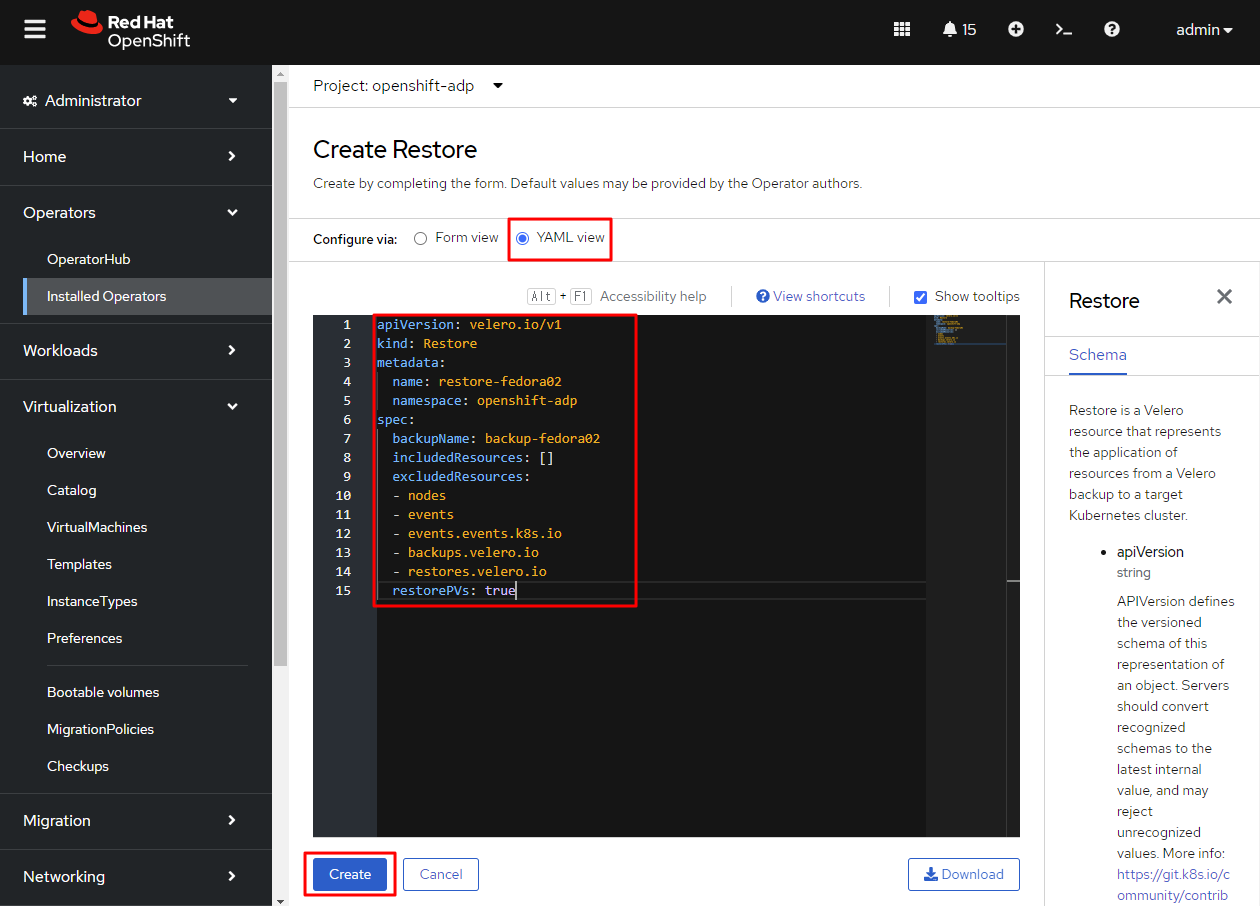 Red Hat
OpenShift
15
admin
Administrator
Home
Operators
OperatorHub
Installed Operators
Workloads
Virtualization
Overview
Catalog
VirtualMachines
Templates
InstanceTypes
Preferences
Bootable volumes
MigrationPolicies
Checkups
Migration
Networking
Project: openshift-adp
Create Restore
Create by completing the form. Default values may be provided by the Operator authors.
Configure via: Form view YAML view
Alt + F1 Accessibility help View shortcuts Show tooltips
1 apiVersion: velero.io/v1
2 kind: Restore
3 metadata:
4   name: restore-fedora02
5   namespace: openshift-adp
6 spec:
7   backupName: backup-fedora02
8   includedResources: []
9   excludedResources:
10   - nodes
11   - events
12   - events.events.k8s.io
13   - backups.velero.io
14   - restores.velero.io
15   restorePVs: true
Create Cancel Download
Restore
Schema
Restore is a Velero
resource that represents
the application of
resources from a Velero
backup to a target
Kubernetes cluster.
• apiVersion
string
APIVersion defines
the versioned
schema of this
representation of
an object. Servers
should convert
recognized
schemas to the
latest internal
value, and may
reject
unrecognized
values. More info:
https://git.k8s.io/c
ommunity/contrib